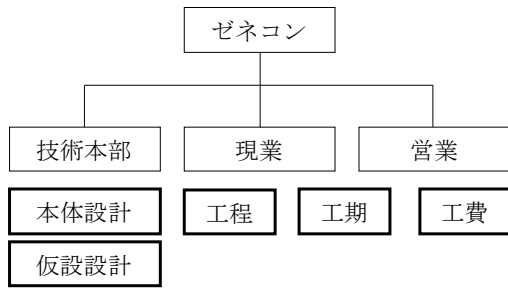 ゼネコン
技術本部
現業
営業
本体設計
工程
工期
工費
仮設設計